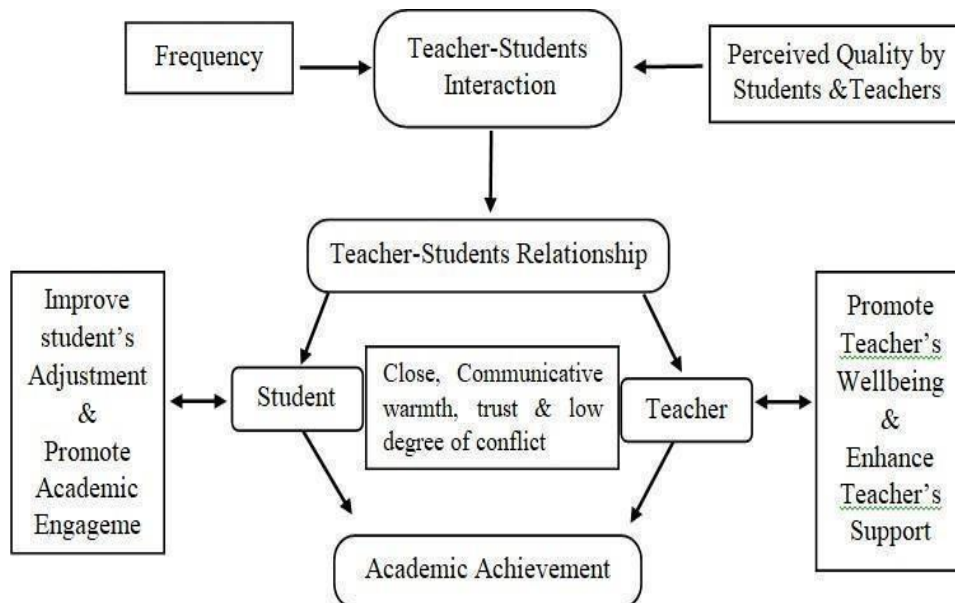 Frequency
Teacher-Students
Interaction
Perceived Quality by
Students &Teachers
Teacher-Students Relationship
Improve
student's
Adjustment
&
Promote
Academic
Engageme
Student
Close, Communicative
warmth, trust & low
degree of conflict
Teacher
Promote
Teacher's
Wellbeing
&
Enhance
Teacher's
Support
Academic Achievement